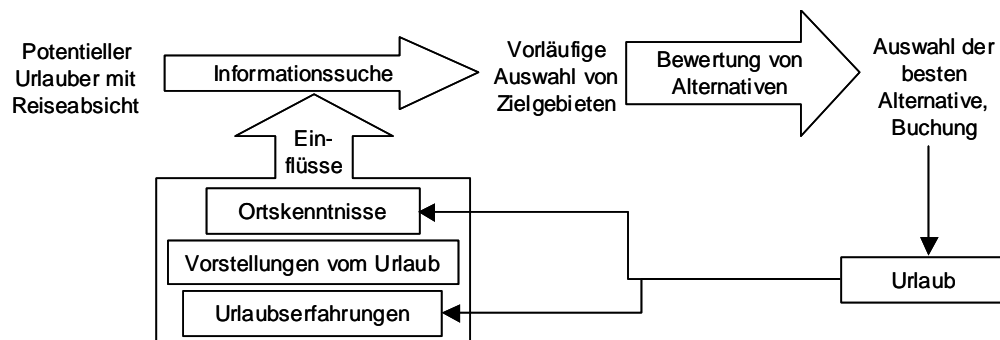 Potentieller
Urlauber mit
Reiseabsicht
Informationssuche
Vorläufige
Auswahl von
Zielgebieten
Bewertung von
Alternativen
Auswahl der
besten
Alternative,
Buchung
Ein-
flüsse
Ortskenntnisse
Vorstellungen vom Urlaub
Urlaubserfahrungen
Urlaub